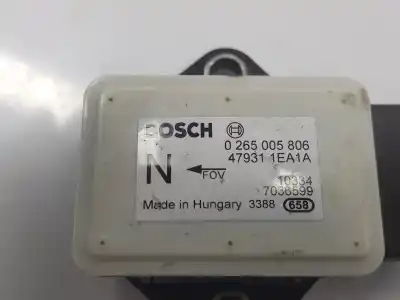 BOSCH
0 265 005 806
47931 1EA1A
N FOV
10334
7036599
Made in Hungary 3388 658